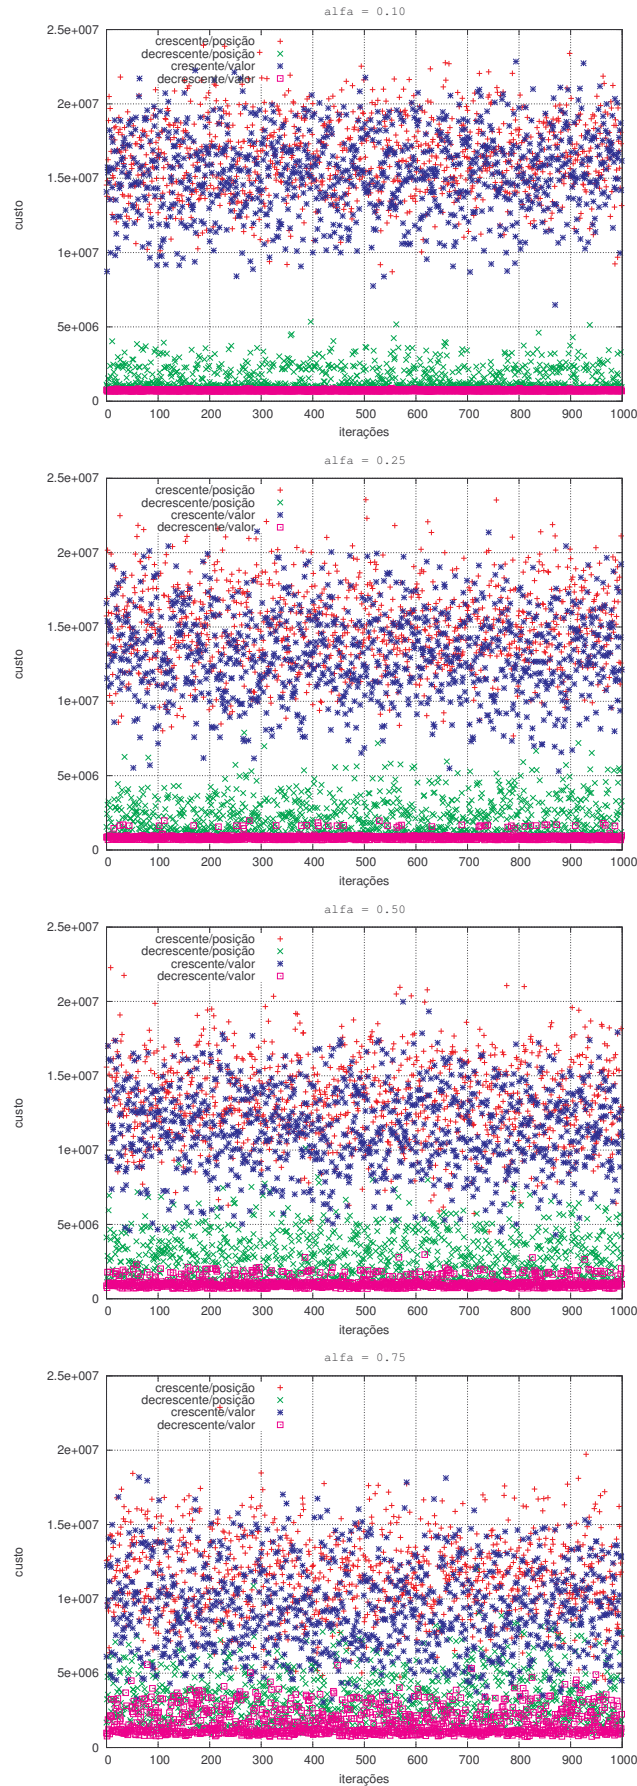 alfa = 0.10
2.5e+007
2e+007
1.5e+007
1e+007
5e+006
0
custo
crescente/posição
decrescente/posição
crescente/valor
decrescente/valor
0 100 200 300 400 500 600 700 800 900 1000
iterações
alfa = 0.25
2.5e+007
2e+007
1.5e+007
1e+007
5e+006
0
custo
crescente/posição
decrescente/posição
crescente/valor
decrescente/valor
0 100 200 300 400 500 600 700 800 900 1000
iterações
alfa = 0.50
2.5e+007
2e+007
1.5e+007
1e+007
5e+006
0
custo
crescente/posição
decrescente/posição
crescente/valor
decrescente/valor
0 100 200 300 400 500 600 700 800 900 1000
iterações
alfa = 0.75
2.5e+007
2e+007
1.5e+007
1e+007
5e+006
0
custo
crescente/posição
decrescente/posição
crescente/valor
decrescente/valor
0 100 200 300 400 500 600 700 800 900 1000
iterações